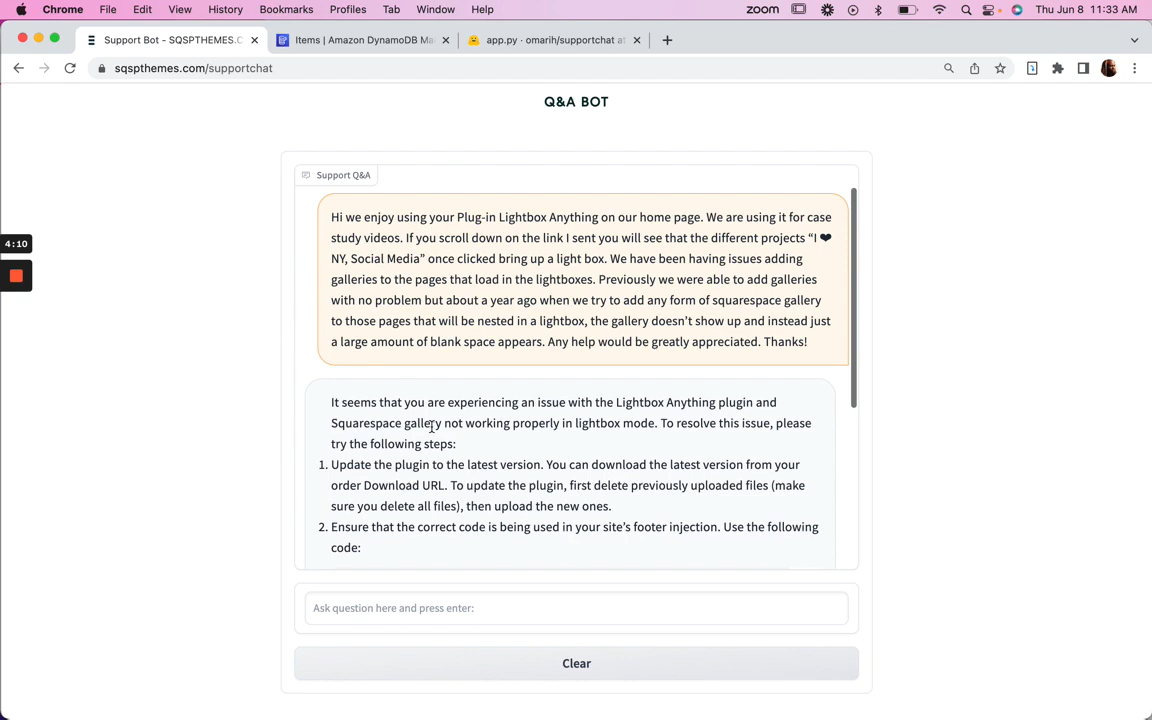 Chrome File Edit View History Bookmarks Profiles Tab Window Help zoom Thu Jun 8 11:33 AM
Support Bot - SQSPTHEMES.C Items | Amazon DynamoDB Ma app.py · omarih/supportchat at
sqspthemes.com/supportchat
Q&A BOT
Support Q&A
4:10
Hi we enjoy using your Plug-in Lightbox Anything on our home page. We are using it for case
study videos. If you scroll down on the link I sent you will see that the different projects “I ❤
NY, Social Media” once clicked bring up a light box. We have been having issues adding
galleries to the pages that load in the lightboxes. Previously we were able to add galleries
with no problem but about a year ago when we try to add any form of squarespace gallery
to those pages that will be nested in a lightbox, the gallery doesn’t show up and instead just
a large amount of blank space appears. Any help would be greatly appreciated. Thanks!
It seems that you are experiencing an issue with the Lightbox Anything plugin and
Squarespace gallery not working properly in lightbox mode. To resolve this issue, please
try the following steps:
1. Update the plugin to the latest version. You can download the latest version from your
order Download URL. To update the plugin, first delete previously uploaded files (make
sure you delete all files), then upload the new ones.
2. Ensure that the correct code is being used in your site’s footer injection. Use the following
code:
Ask question here and press enter:
Clear